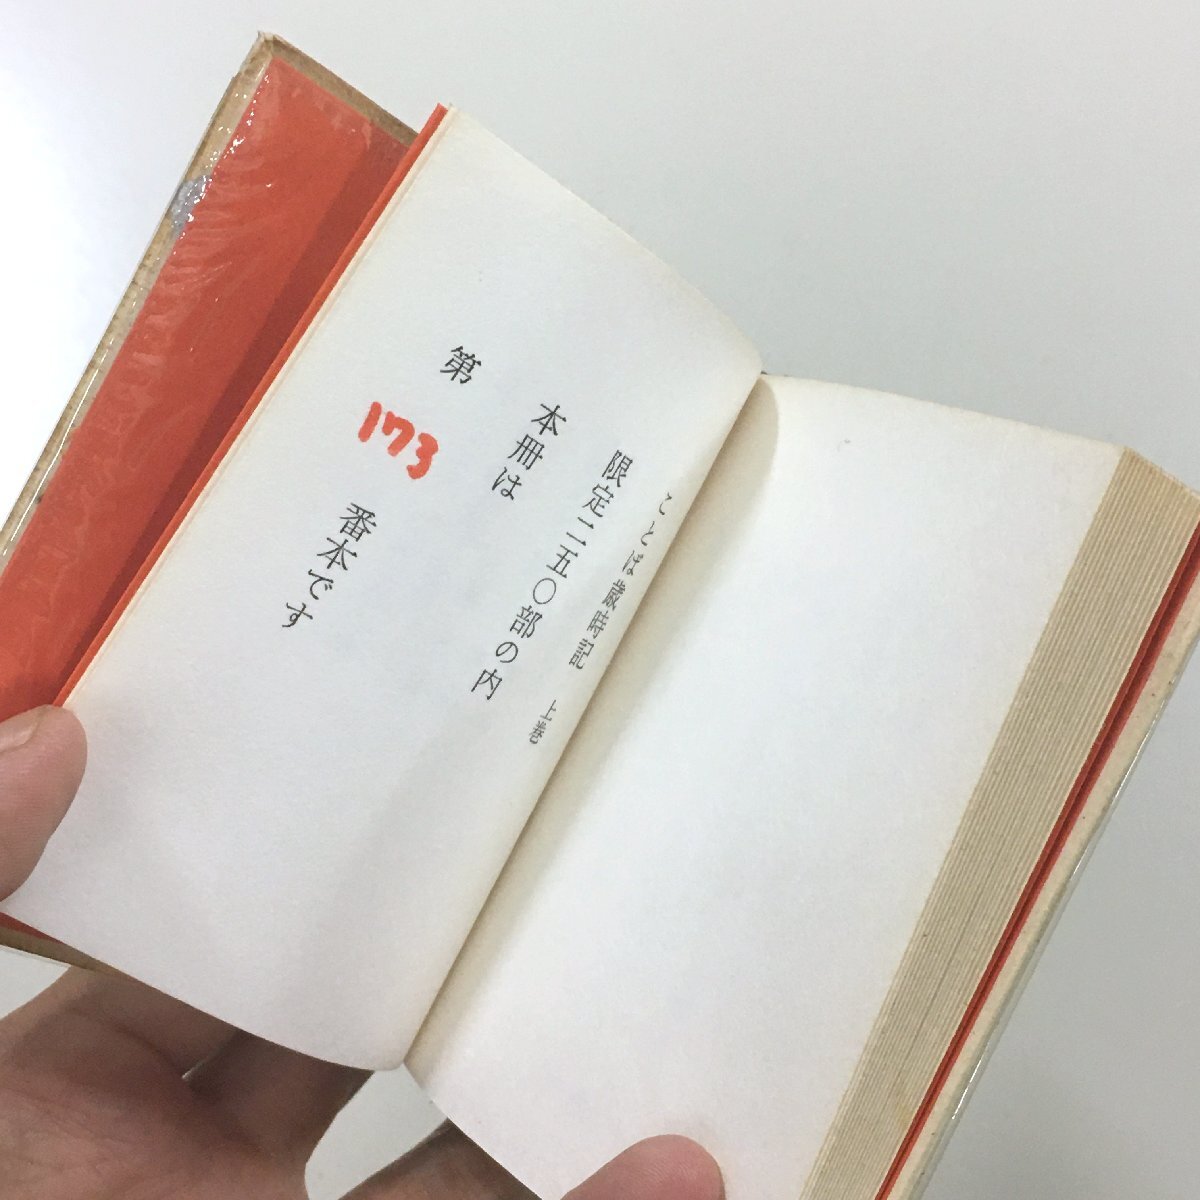 ことば歳時記 上巻
限定二五〇部の内
本冊は
第 173 番本です